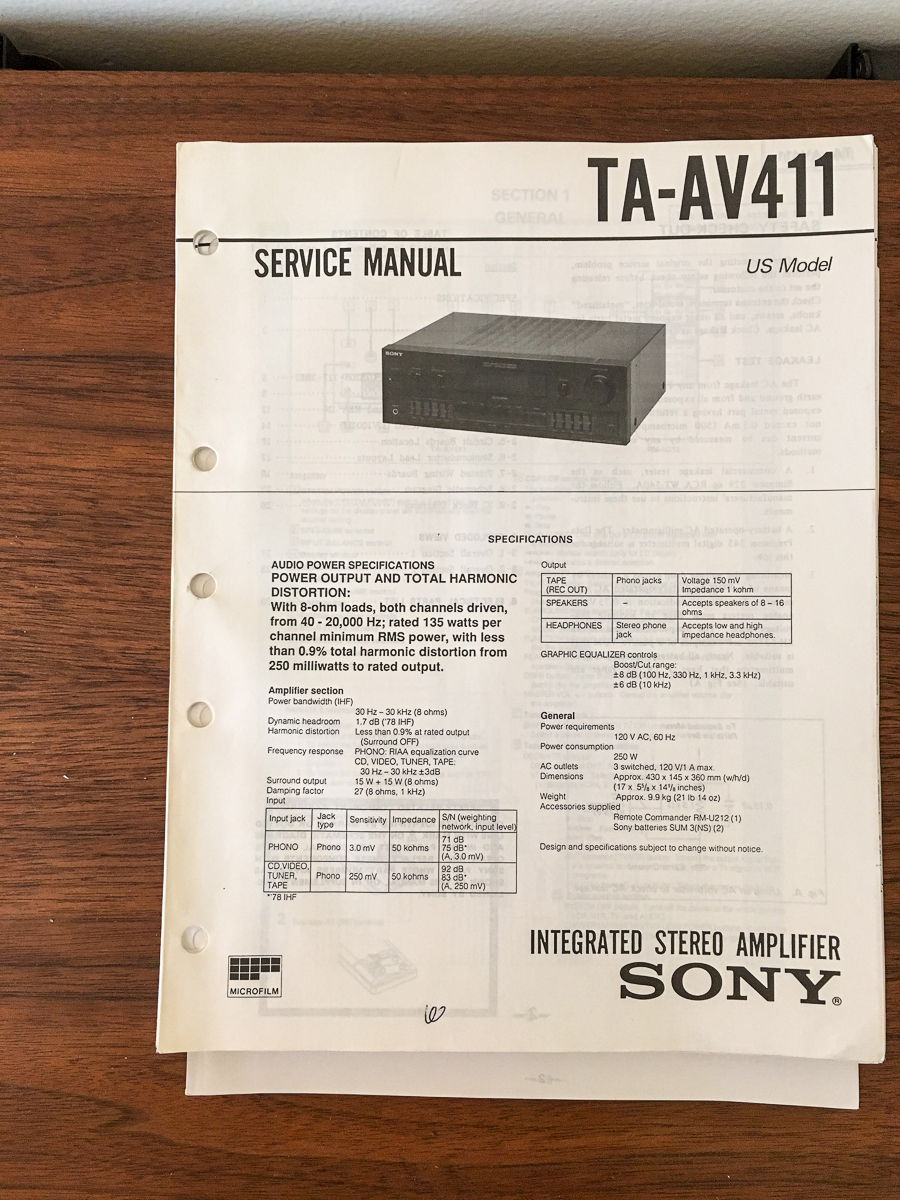 TA-AV411
SERVICE MANUAL
US Model
SONY
SPECIFICATIONS
AUDIO POWER SPECIFICATIONS
POWER OUTPUT AND TOTAL HARMONIC
DISTORTION:
With 8-ohm loads, both channels driven,
from 40 - 20,000 Hz; rated 135 watts per
channel minimum RMS power, with less
than 0.9% total harmonic distortion from
250 milliwatts to rated output.
Amplifier section
Power bandwidth (IHF)
30 Hz – 30 kHz (8 ohms)
Dynamic headroom 1.7 dB ('78 IHF)
Harmonic distortion Less than 0.9% at rated output
(Surround OFF)
Frequency response PHONO: RIAA equalization curve
CD, VIDEO, TUNER, TAPE:
30 Hz – 30 kHz ±3dB
Surround output 15 W + 15 W (8 ohms)
Damping factor 27 (8 ohms, 1 kHz)
Input
Input jack Jack type Sensitivity Impedance S/N (weighting network, input level)
PHONO Phono 3.0 mV 50 kohms 71 dB 75 dB* (A, 3.0 mV)
CD,VIDEO, TUNER, TAPE Phono 250 mV 50 kohms 92 dB 83 dB* (A, 250 mV)
*'78 IHF
Output
TAPE (REC OUT) Phono jacks Voltage 150 mV Impedance 1 kohm
SPEAKERS – Accepts speakers of 8 – 16 ohms
HEADPHONES Stereo phone jack Accepts low and high impedance headphones.
GRAPHIC EQUALIZER controls
Boost/Cut range:
±8 dB (100 Hz, 330 Hz, 1 kHz, 3.3 kHz)
±6 dB (10 kHz)
General
Power requirements
120 V AC, 60 Hz
Power consumption
250 W
AC outlets 3 switched, 120 V/1 A max.
Dimensions Approx. 430 x 145 x 360 mm (w/h/d)
(17 x 5³/₈ x 14¹/₈ inches)
Weight Approx. 9.9 kg (21 lb 14 oz)
Accessories supplied
Remote Commander RM-U212 (1)
Sony batteries SUM 3(NS) (2)
Design and specifications subject to change without notice.
MICROFILM
INTEGRATED STEREO AMPLIFIER
SONY®